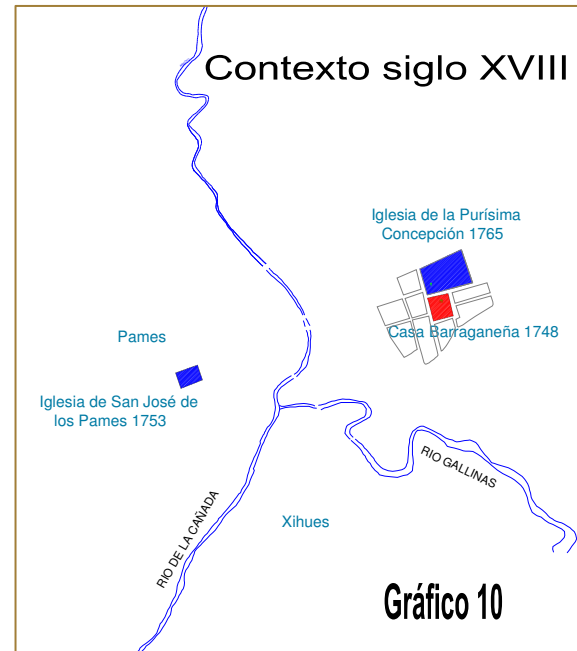 Contexto siglo XVIII
Iglesia de la Purísima
Concepción 1765
Casa Barraganeña 1748
Pames
Iglesia de San José de
los Pames 1753
RIO GALLINAS
RIO DE LA CAÑADA
Xihues
Gráfico 10